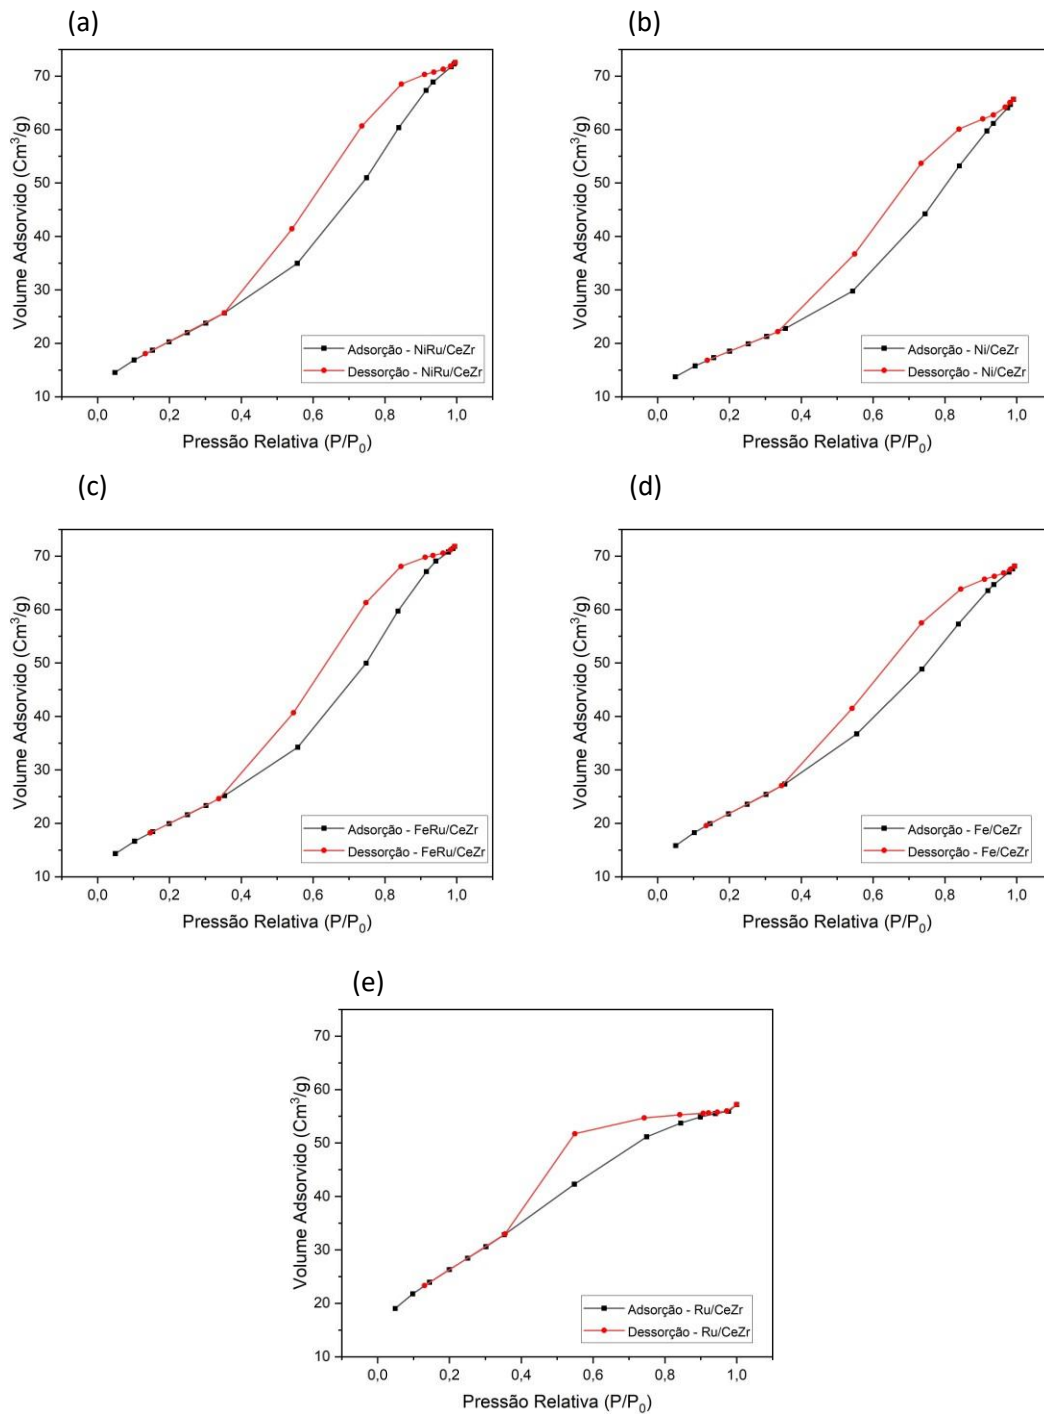 (a)
Volume Adsorvido (Cm³/g)
70
60
50
40
30
20
10
Adsorção - NiRu/CeZr
Dessorção - NiRu/CeZr
0,0 0,2 0,4 0,6 0,8 1,0
Pressão Relativa (P/P₀)
(b)
Volume Adsorvido (Cm³/g)
70
60
50
40
30
20
10
Adsorção - Ni/CeZr
Dessorção - Ni/CeZr
0,0 0,2 0,4 0,6 0,8 1,0
Pressão Relativa (P/P₀)
(c)
Volume Adsorvido (Cm³/g)
70
60
50
40
30
20
10
Adsorção - FeRu/CeZr
Dessorção - FeRu/CeZr
0,0 0,2 0,4 0,6 0,8 1,0
Pressão Relativa (P/P₀)
(d)
Volume Adsorvido (Cm³/g)
70
60
50
40
30
20
10
Adsorção - Fe/CeZr
Dessorção - Fe/CeZr
0,0 0,2 0,4 0,6 0,8 1,0
Pressão Relativa (P/P₀)
(e)
Volume Adsorvido (Cm³/g)
70
60
50
40
30
20
10
Adsorção - Ru/CeZr
Dessorção - Ru/CeZr
0,0 0,2 0,4 0,6 0,8 1,0
Pressão Relativa (P/P₀)